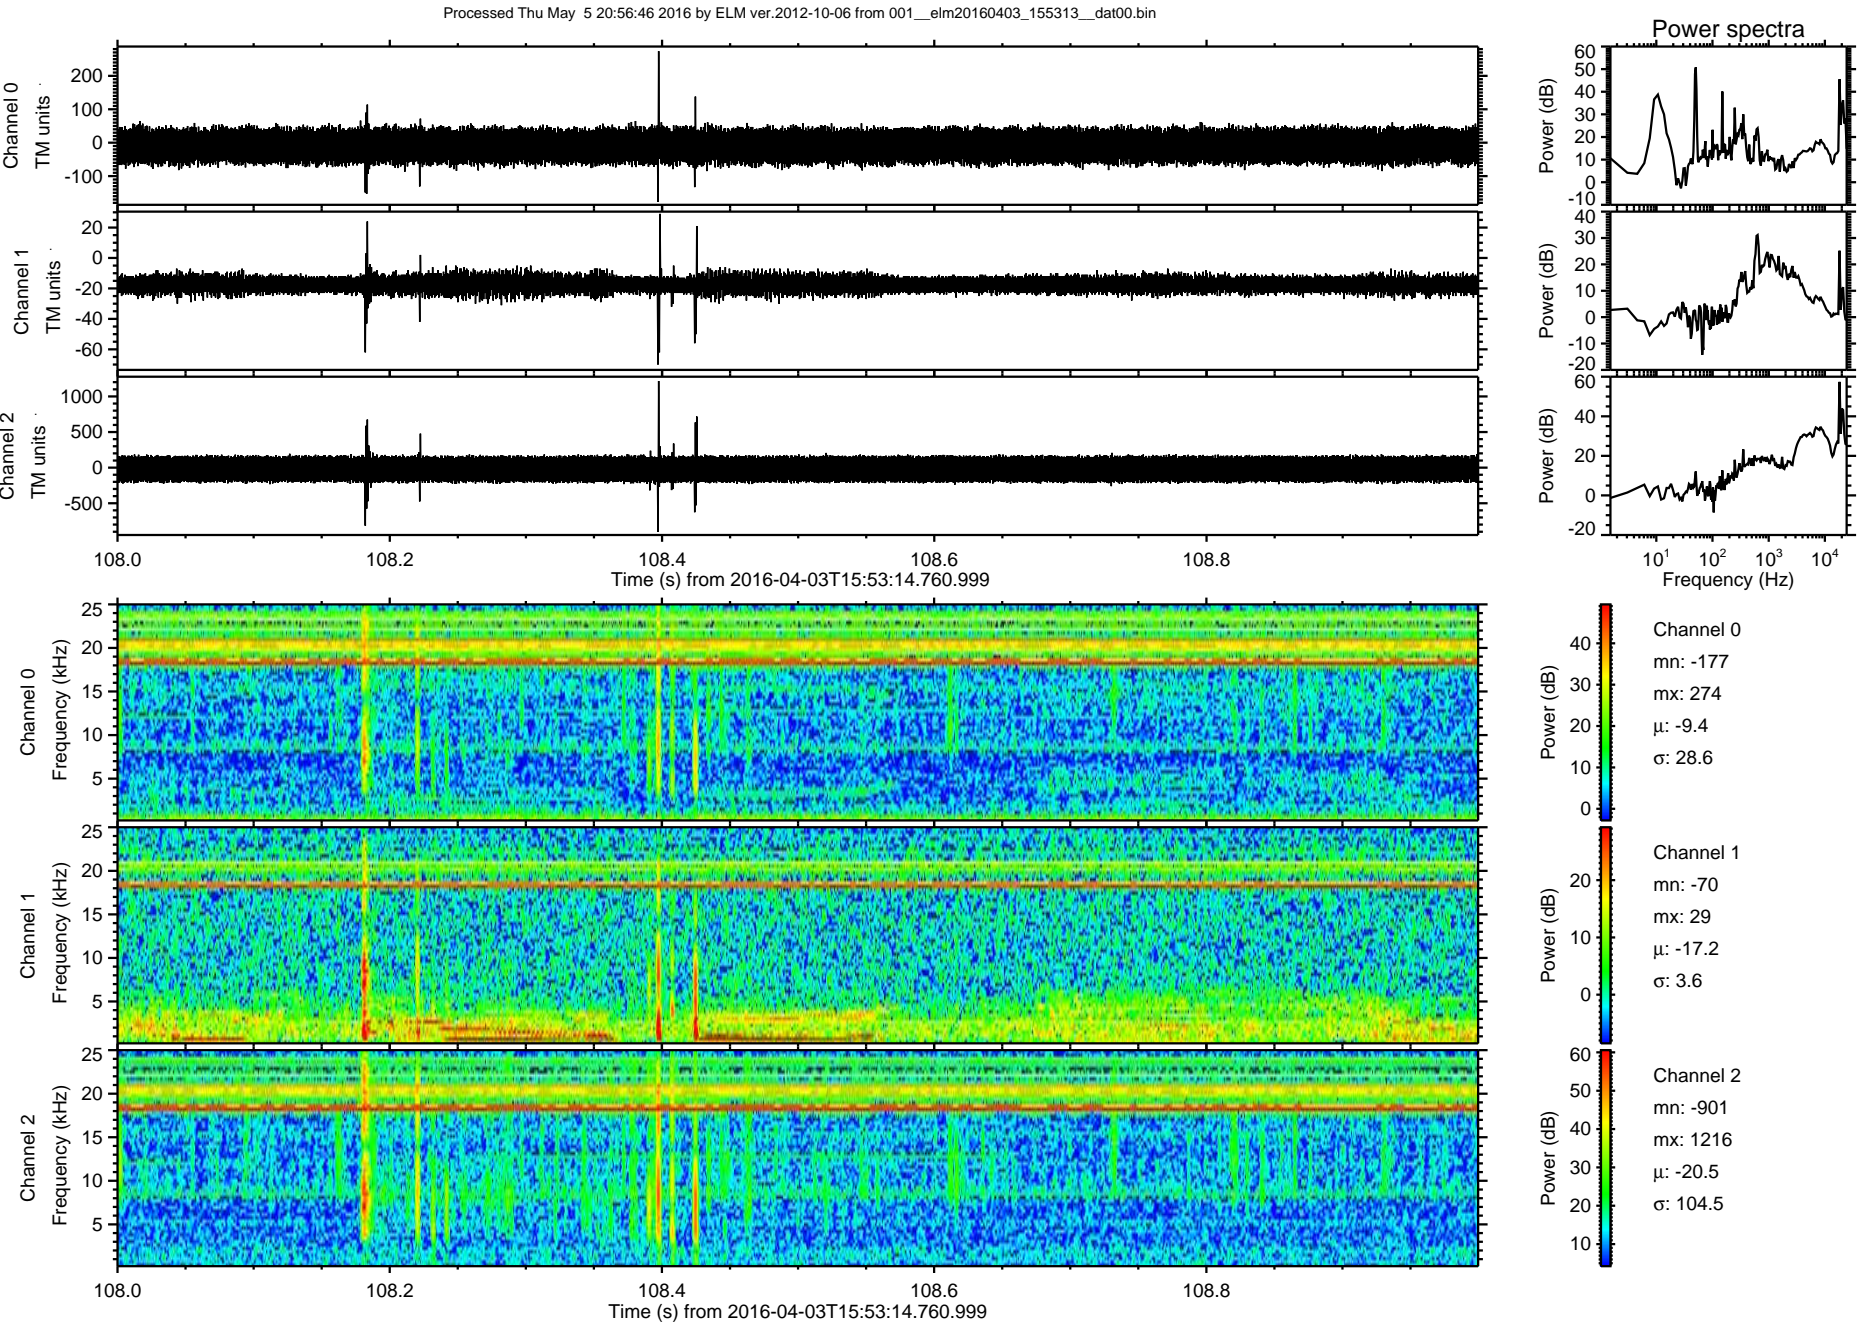 Processed Thu May  5 20:56:46 2016 by ELM ver.2012-10-06 from 001__elm20160403_155313__dat00.bin
Power spectra
Channel 0
TM units
200
100
0
-100
Power (dB)
60
50
40
30
20
10
0
-10
Channel 1
TM units
20
0
-20
-40
-60
Power (dB)
40
30
20
10
0
-10
-20
Channel 2
TM units
1000
500
0
-500
Power (dB)
60
40
20
0
-20
108.0 108.2 108.4 108.6 108.8
Time (s) from 2016-04-03T15:53:14.760.999
10¹ 10² 10³ 10⁴
Frequency (Hz)
Channel 0
Frequency (kHz)
25
20
15
10
5
Power (dB)
40
30
20
10
0
Channel 0
mn: -177
mx: 274
μ: -9.4
σ: 28.6
Channel 1
Frequency (kHz)
25
20
15
10
5
Power (dB)
20
10
0
Channel 1
mn: -70
mx: 29
μ: -17.2
σ: 3.6
Channel 2
Frequency (kHz)
25
20
15
10
5
Power (dB)
60
50
40
30
20
10
Channel 2
mn: -901
mx: 1216
μ: -20.5
σ: 104.5
108.0 108.2 108.4 108.6 108.8
Time (s) from 2016-04-03T15:53:14.760.999